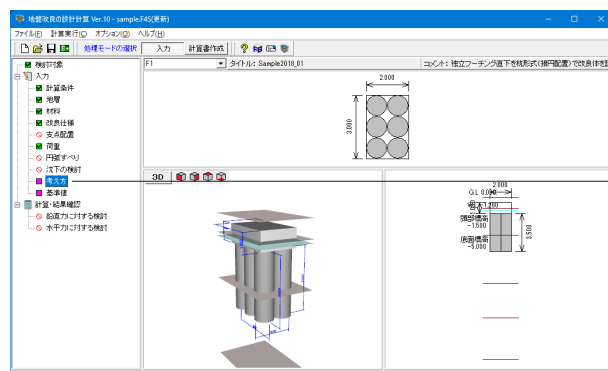 地盤改良の設計計算 Ver.10 - sample.F4S(更新)
ファイル(F) 計算実行(C) オプション(O) ヘルプ(H)
処理モードの選択 入力 計算書作成
検討対象
入力
計算条件
地層
材料
改良仕様
支点配置
荷重
円弧すべり
沈下の検討
考え方
基準値
計算・結果確認
鉛直力に対する検討
水平力に対する検討
F1 タイトル: Sample2018_01 コメント: 独立フーチング直下を杭形式(接円配置)で改良体を
2.000
3.000
3D
2.000
G.L 0.000
頭部標高
-1.500
底面標高
-5.000
3.500